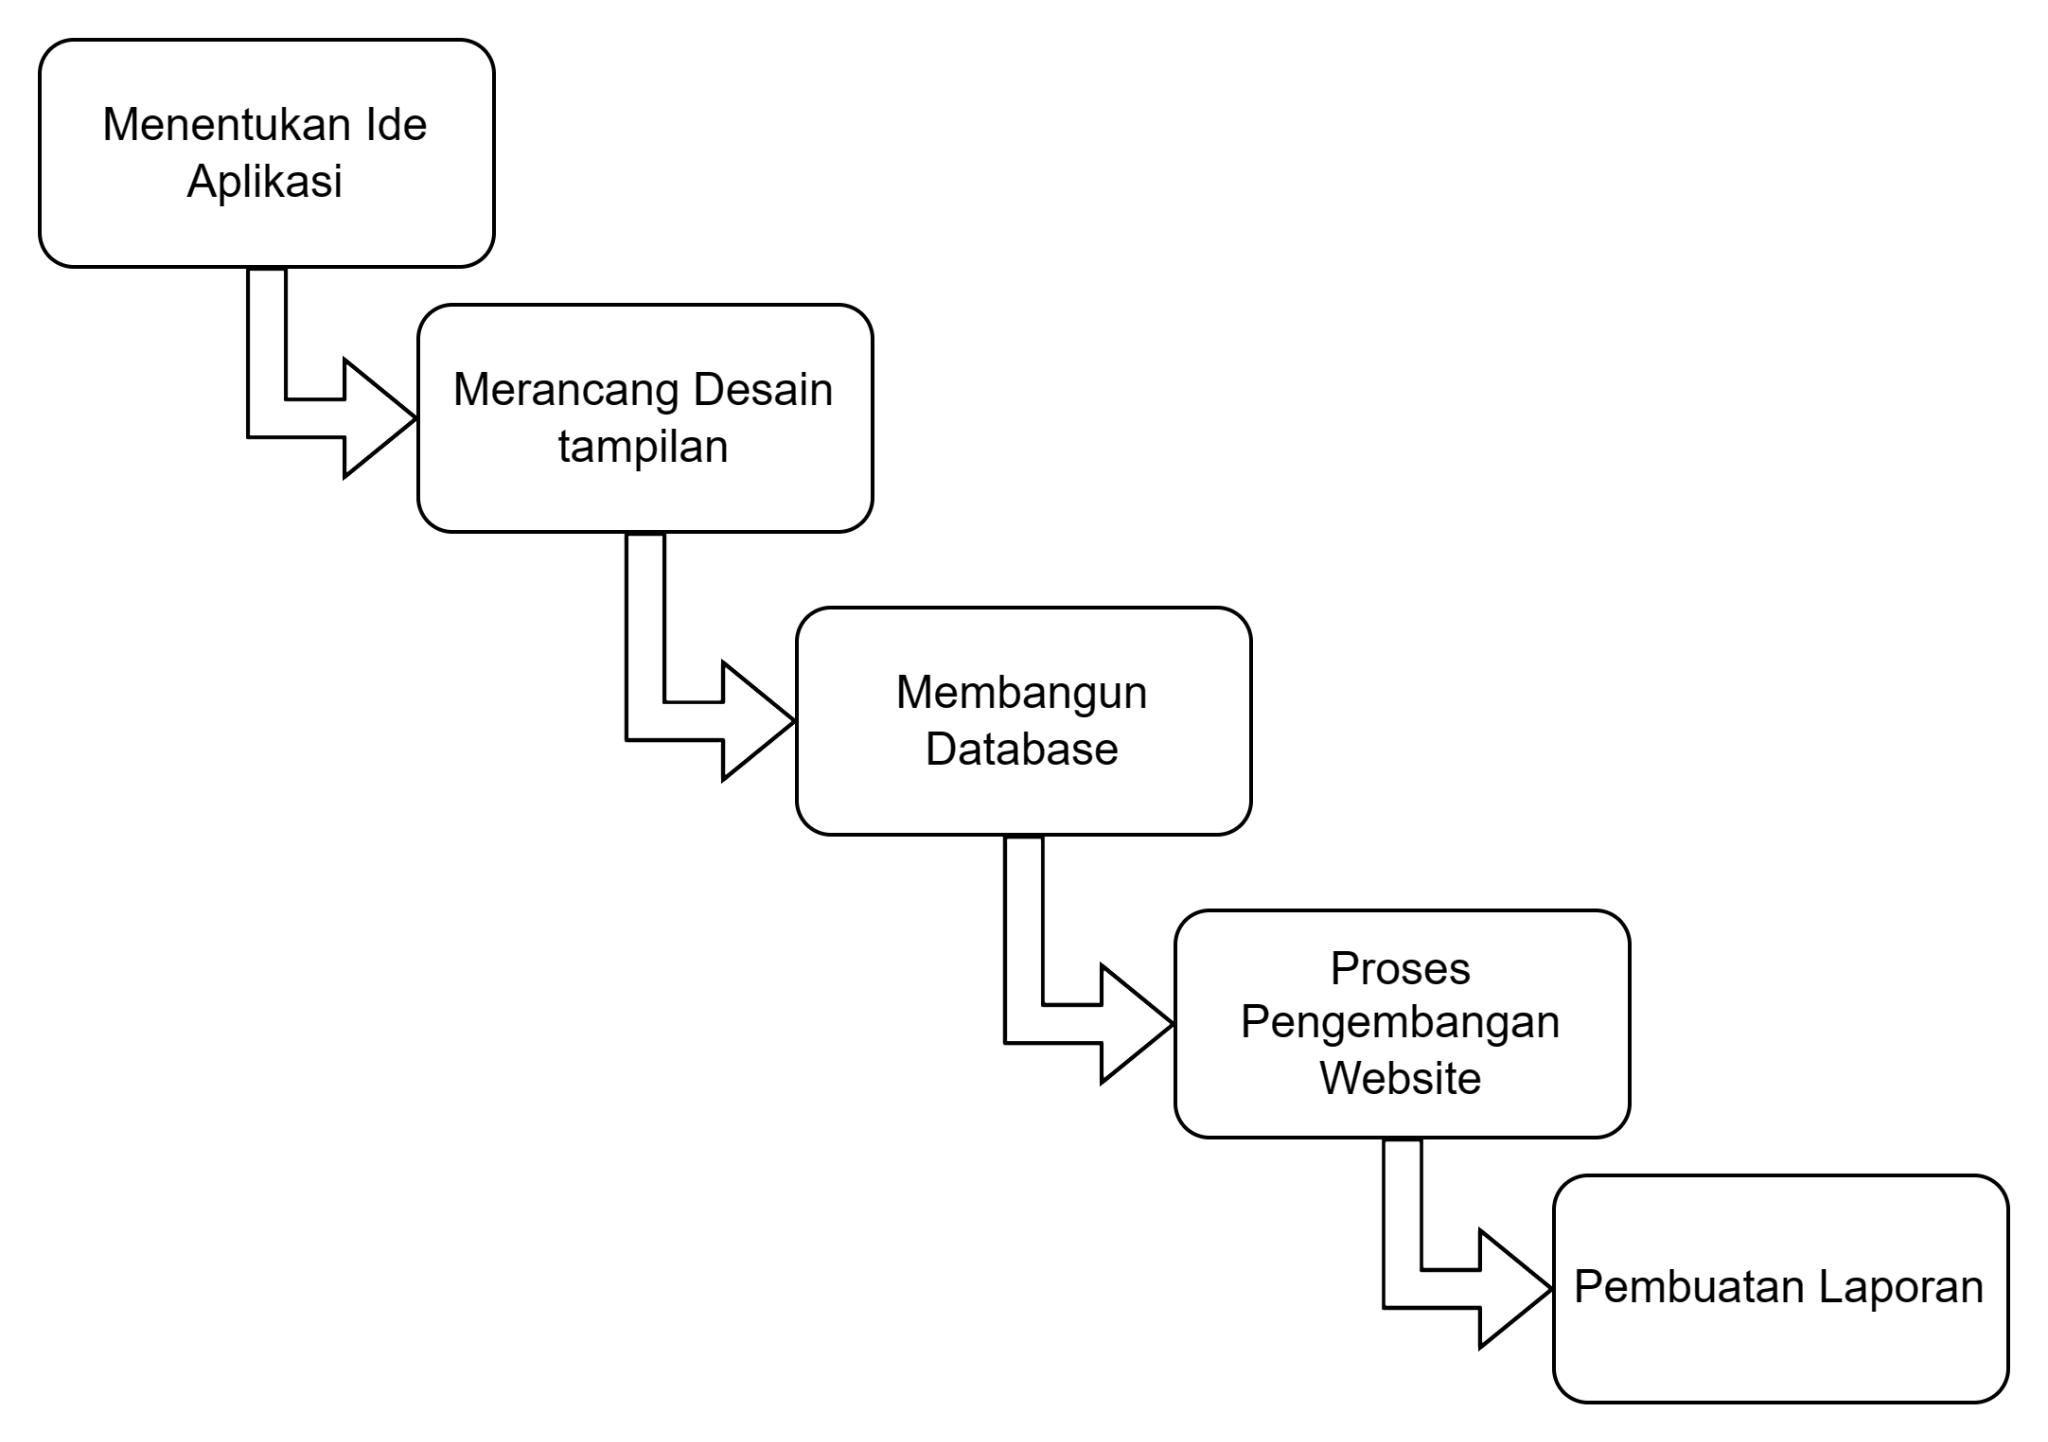 Menentukan Ide
Aplikasi
Merancang Desain
tampilan
Membangun
Database
Proses
Pengembangan
Website
Pembuatan Laporan